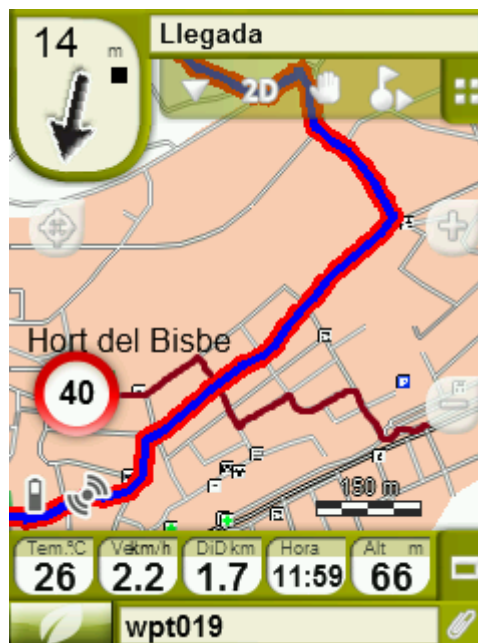 14 m
Llegada
2D
Hort del Bisbe
40
150 m
Tem.ºC
26
Vel km/h
2.2
DiD km
1.7
Hora
11:59
Alt m
66
wpt019